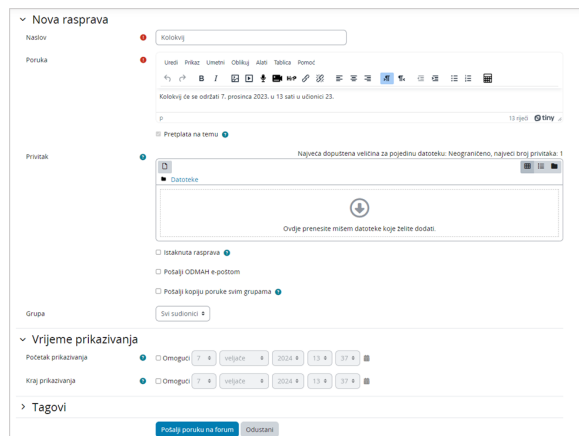 Nova rasprava
Naslov
Kolokvij
Poruka
Uredi Prikaz Umetni Oblikuj Alati Tablica Pomoć
B I H-P
Kolokvij će se održati 7. prosinca 2023. u 13 sati u učionici 23.
p 13 riječi tiny
Pretplata na temu
Privitak
Najveća dopuštena veličina za pojedinu datoteku: Neograničeno, najveći broj privitaka: 1
Datoteke
Ovdje prenesite mišem datoteke koje želite dodati.
Istaknuta rasprava
Pošalji ODMAH e-poštom
Pošalji kopiju poruke svim grupama
Grupa
Svi sudionici
Vrijeme prikazivanja
Početak prikazivanja Omogući 7 veljače 2024 13 37
Kraj prikazivanja Omogući 7 veljače 2024 13 37
Tagovi
Pošalji poruku na forum Odustani